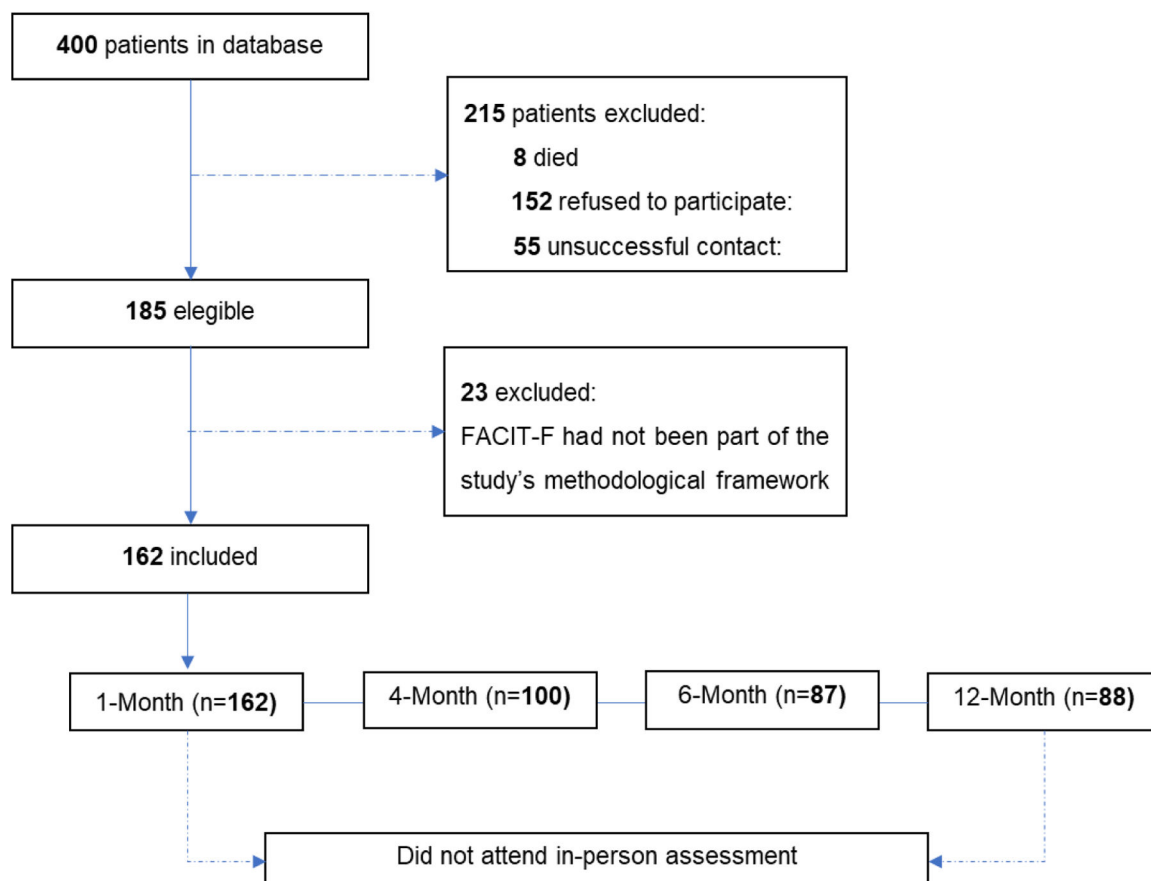 400 patients in database
215 patients excluded:
8 died
152 refused to participate:
55 unsuccessful contact:
185 elegible
23 excluded:
FACIT-F had not been part of the
study’s methodological framework
162 included
1-Month (n=162)
4-Month (n=100)
6-Month (n=87)
12-Month (n=88)
Did not attend in-person assessment